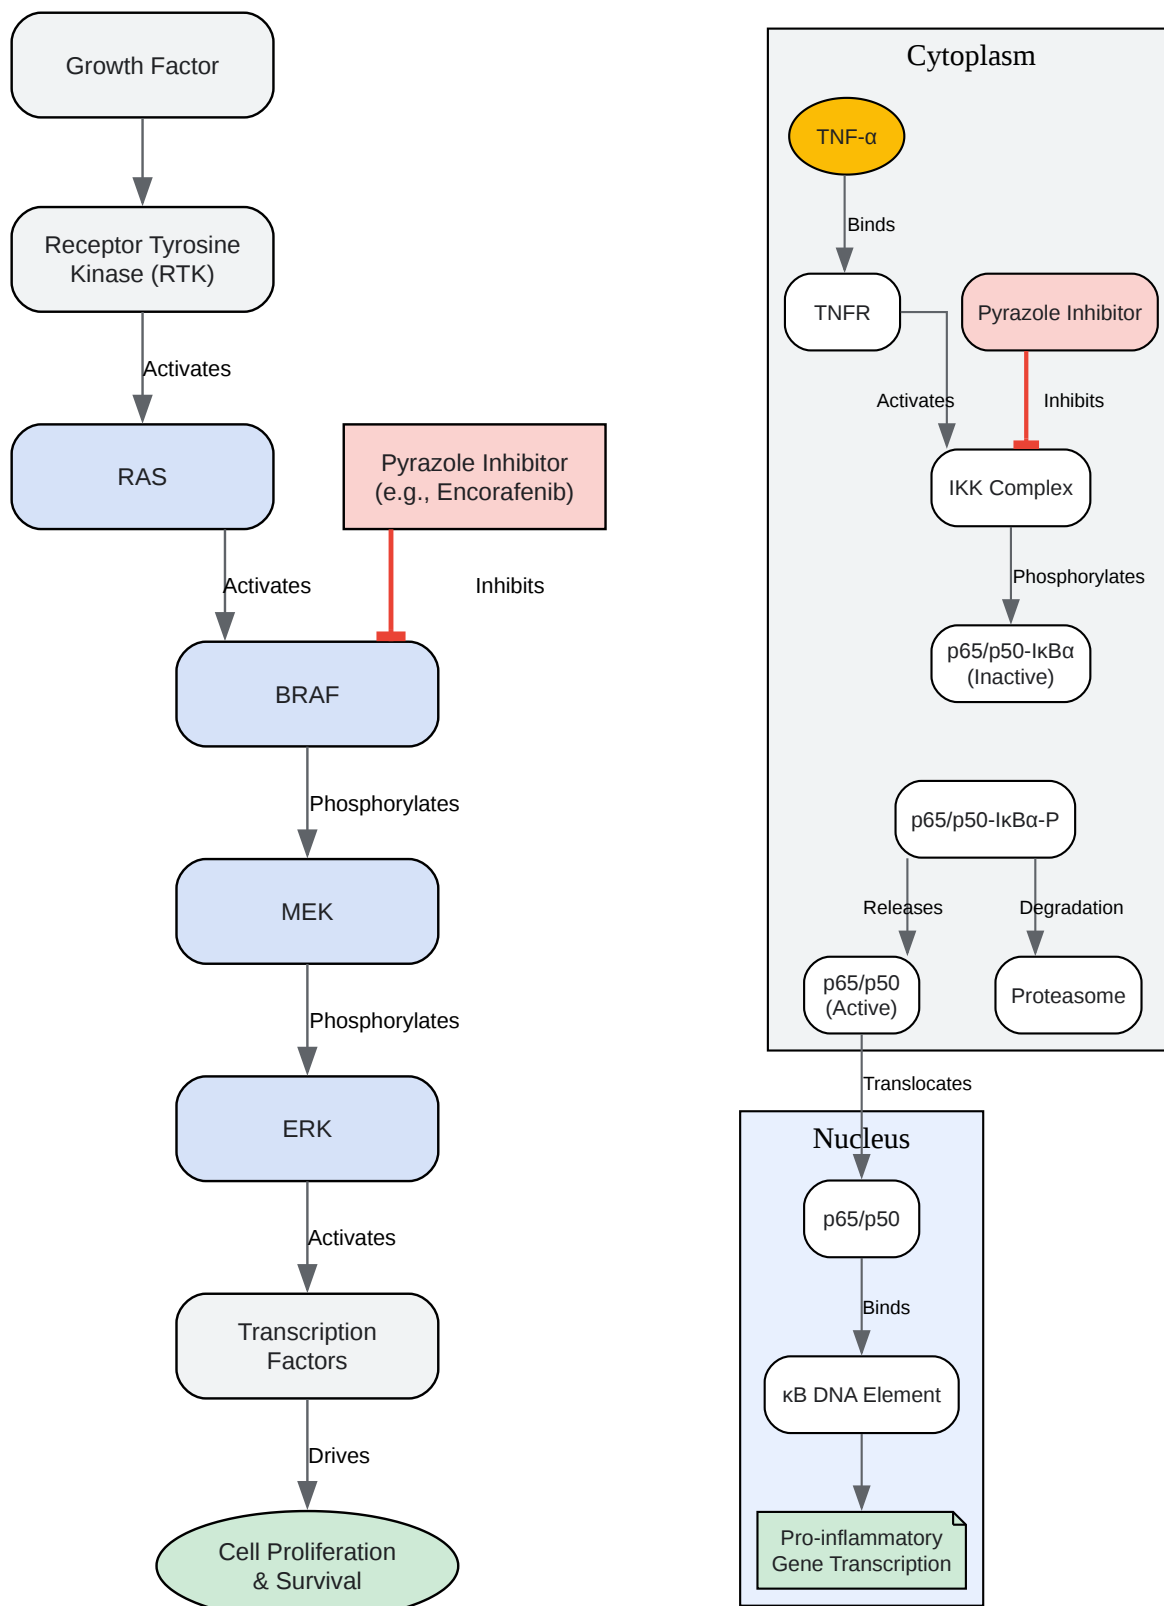 Growth Factor
Receptor Tyrosine
Kinase (RTK)
Activates
RAS
Pyrazole Inhibitor
(e.g., Encorafenib)
Activates
Inhibits
BRAF
Phosphorylates
MEK
Phosphorylates
ERK
Activates
Transcription
Factors
Drives
Cell Proliferation
& Survival
Cytoplasm
TNF-α
Binds
TNFR
Pyrazole Inhibitor
Activates
Inhibits
IKK Complex
Phosphorylates
p65/p50-IκBα
(Inactive)
p65/p50-IκBα-P
Releases
Degradation
p65/p50
(Active)
Proteasome
Translocates
Nucleus
p65/p50
Binds
κB DNA Element
Pro-inflammatory
Gene Transcription